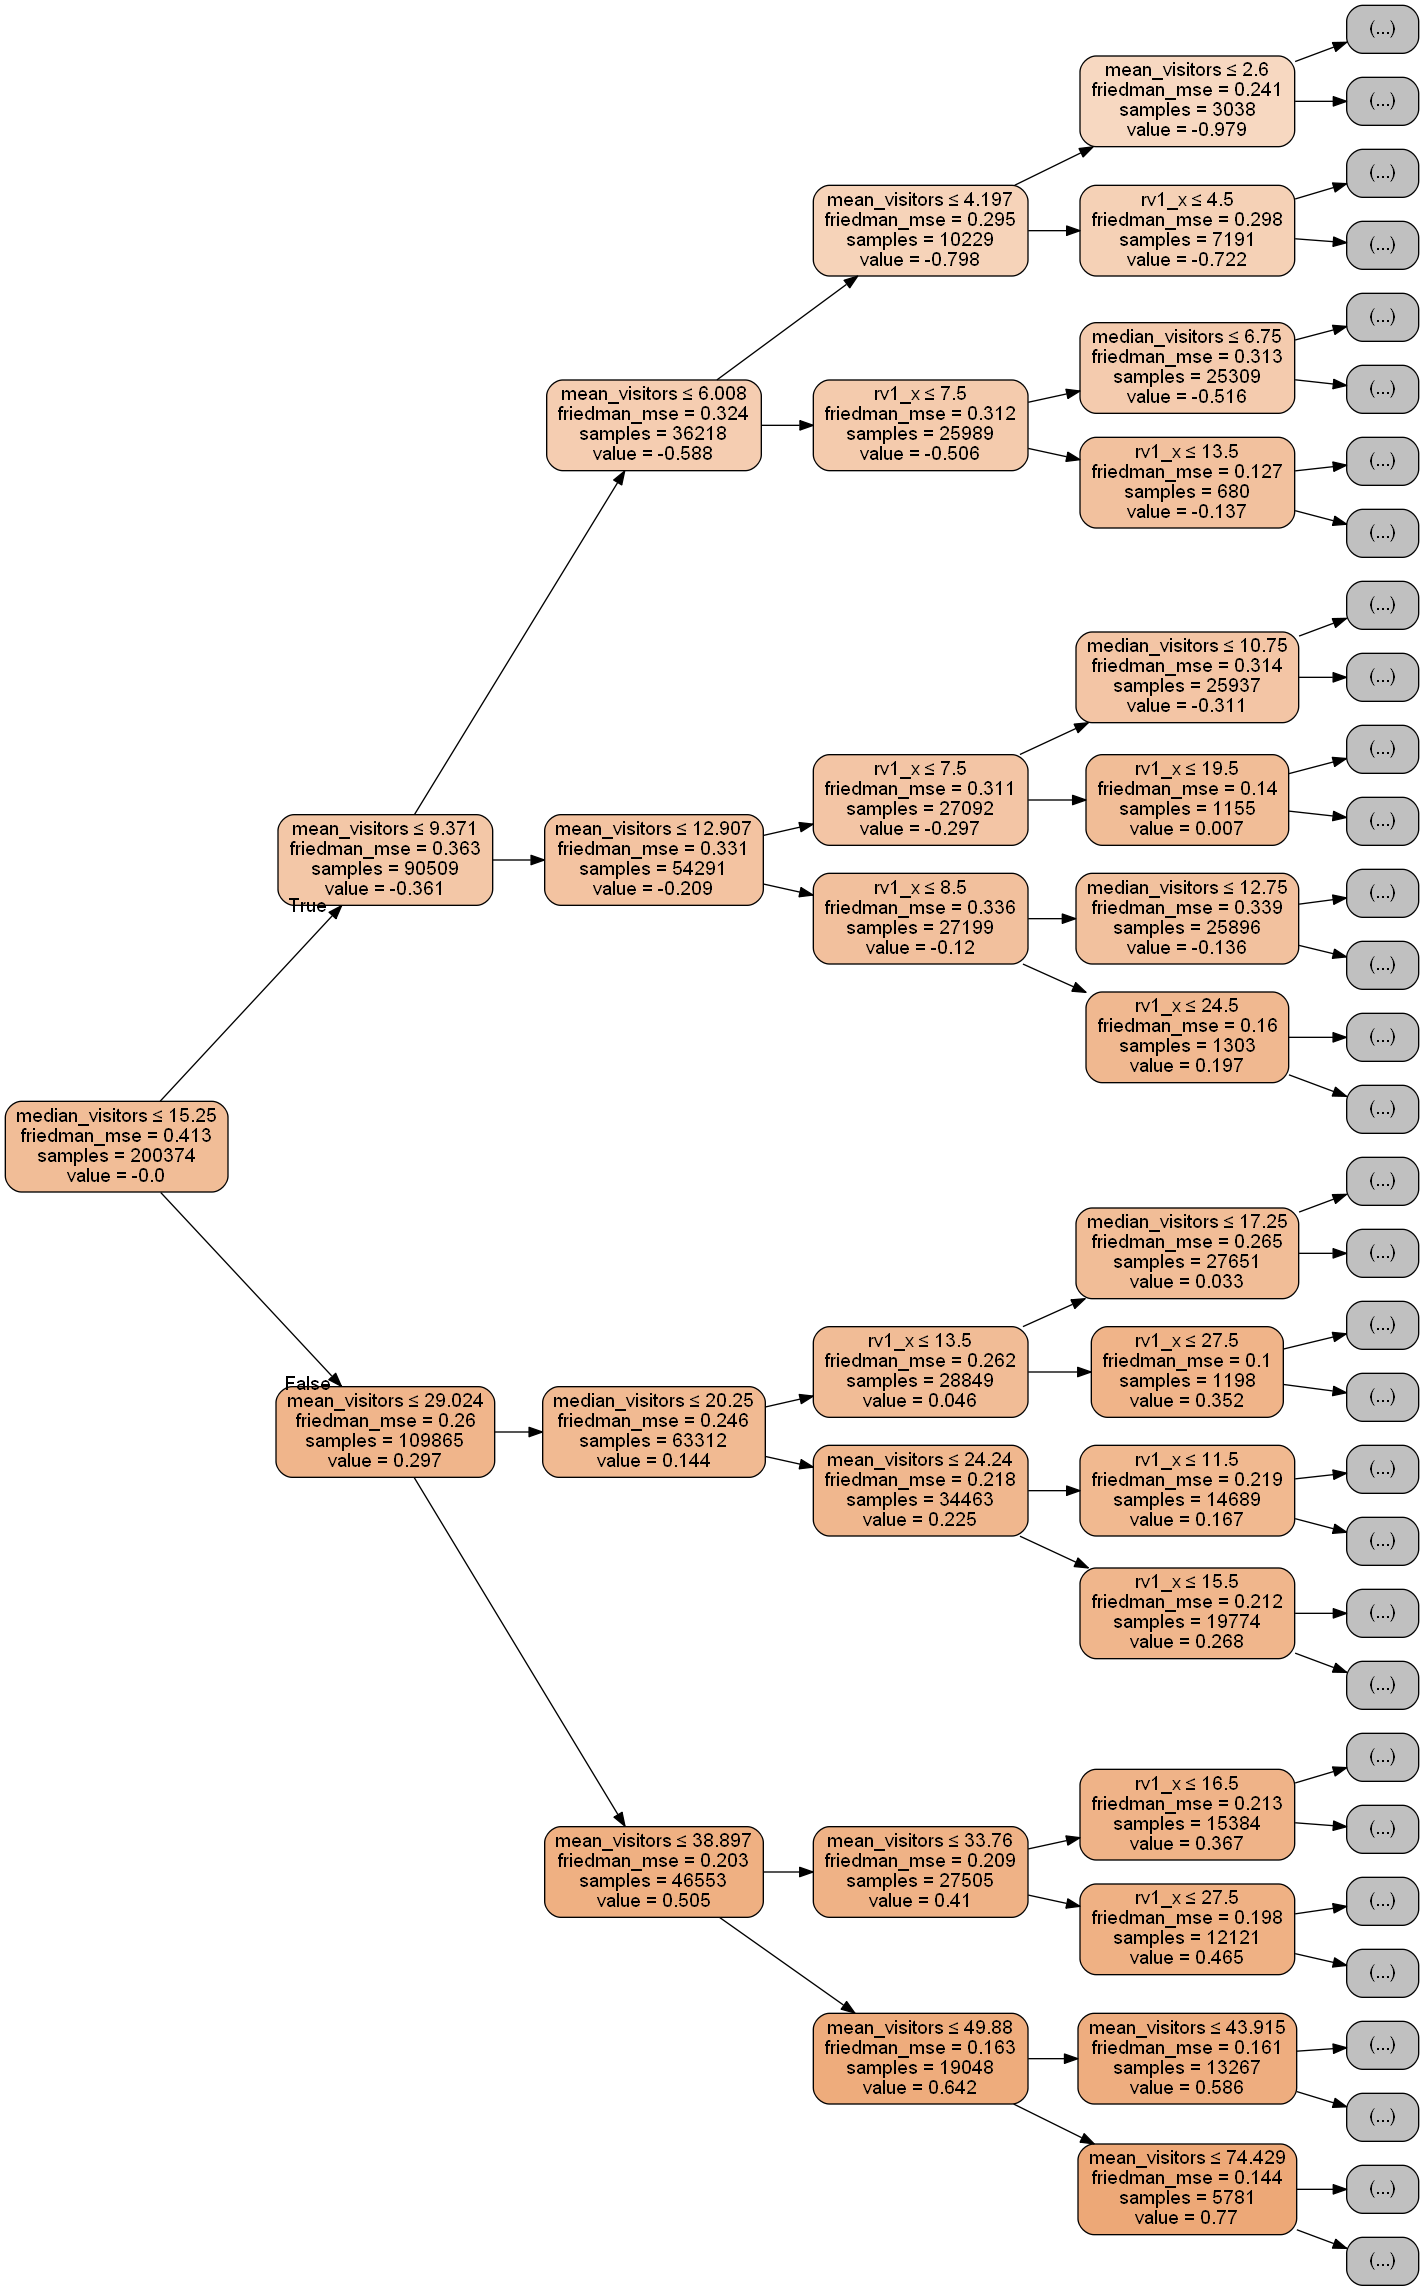 (...)
mean_visitors ≤ 2.6
friedman_mse = 0.241
samples = 3038
value = -0.979
(...)
(...)
mean_visitors ≤ 4.197
friedman_mse = 0.295
samples = 10229
value = -0.798
rv1_x ≤ 4.5
friedman_mse = 0.298
samples = 7191
value = -0.722
(...)
(...)
median_visitors ≤ 6.75
friedman_mse = 0.313
samples = 25309
value = -0.516
(...)
mean_visitors ≤ 6.008
friedman_mse = 0.324
samples = 36218
value = -0.588
rv1_x ≤ 7.5
friedman_mse = 0.312
samples = 25989
value = -0.506
rv1_x ≤ 13.5
friedman_mse = 0.127
samples = 680
value = -0.137
(...)
(...)
(...)
median_visitors ≤ 10.75
friedman_mse = 0.314
samples = 25937
value = -0.311
(...)
(...)
rv1_x ≤ 7.5
friedman_mse = 0.311
samples = 27092
value = -0.297
rv1_x ≤ 19.5
friedman_mse = 0.14
samples = 1155
value = 0.007
(...)
mean_visitors ≤ 9.371
friedman_mse = 0.363
samples = 90509
value = -0.361
True
mean_visitors ≤ 12.907
friedman_mse = 0.331
samples = 54291
value = -0.209
rv1_x ≤ 8.5
friedman_mse = 0.336
samples = 27199
value = -0.12
median_visitors ≤ 12.75
friedman_mse = 0.339
samples = 25896
value = -0.136
(...)
(...)
rv1_x ≤ 24.5
friedman_mse = 0.16
samples = 1303
value = 0.197
(...)
(...)
median_visitors ≤ 15.25
friedman_mse = 0.413
samples = 200374
value = -0.0
(...)
median_visitors ≤ 17.25
friedman_mse = 0.265
samples = 27651
value = 0.033
(...)
(...)
rv1_x ≤ 13.5
friedman_mse = 0.262
samples = 28849
value = 0.046
rv1_x ≤ 27.5
friedman_mse = 0.1
samples = 1198
value = 0.352
(...)
False
mean_visitors ≤ 29.024
friedman_mse = 0.26
samples = 109865
value = 0.297
median_visitors ≤ 20.25
friedman_mse = 0.246
samples = 63312
value = 0.144
mean_visitors ≤ 24.24
friedman_mse = 0.218
samples = 34463
value = 0.225
rv1_x ≤ 11.5
friedman_mse = 0.219
samples = 14689
value = 0.167
(...)
(...)
rv1_x ≤ 15.5
friedman_mse = 0.212
samples = 19774
value = 0.268
(...)
(...)
(...)
rv1_x ≤ 16.5
friedman_mse = 0.213
samples = 15384
value = 0.367
(...)
mean_visitors ≤ 38.897
friedman_mse = 0.203
samples = 46553
value = 0.505
mean_visitors ≤ 33.76
friedman_mse = 0.209
samples = 27505
value = 0.41
rv1_x ≤ 27.5
friedman_mse = 0.198
samples = 12121
value = 0.465
(...)
(...)
mean_visitors ≤ 49.88
friedman_mse = 0.163
samples = 19048
value = 0.642
mean_visitors ≤ 43.915
friedman_mse = 0.161
samples = 13267
value = 0.586
(...)
(...)
mean_visitors ≤ 74.429
friedman_mse = 0.144
samples = 5781
value = 0.77
(...)
(...)